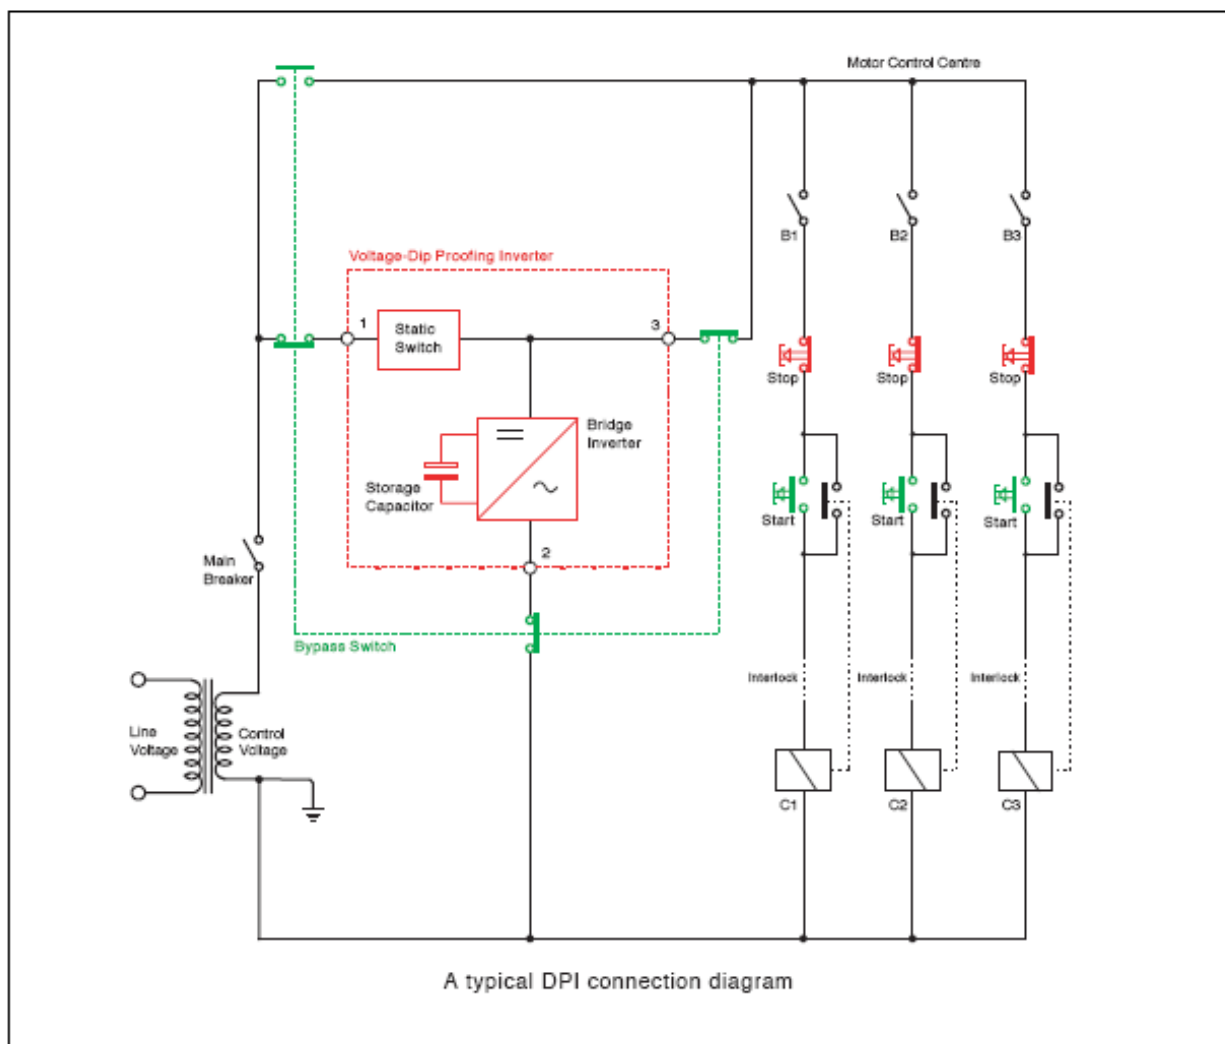 Motor Control Centre
B1
B2
B3
Voltage-Dip Proofing Inverter
1
Static
Switch
3
Stop
Stop
Stop
Bridge
Inverter
Storage
Capacitor
Start
Start
Start
2
Main
Breaker
Bypass Switch
Interlock
Interlock
Interlock
Line
Voltage
Control
Voltage
C1
C2
C3
A typical DPI connection diagram